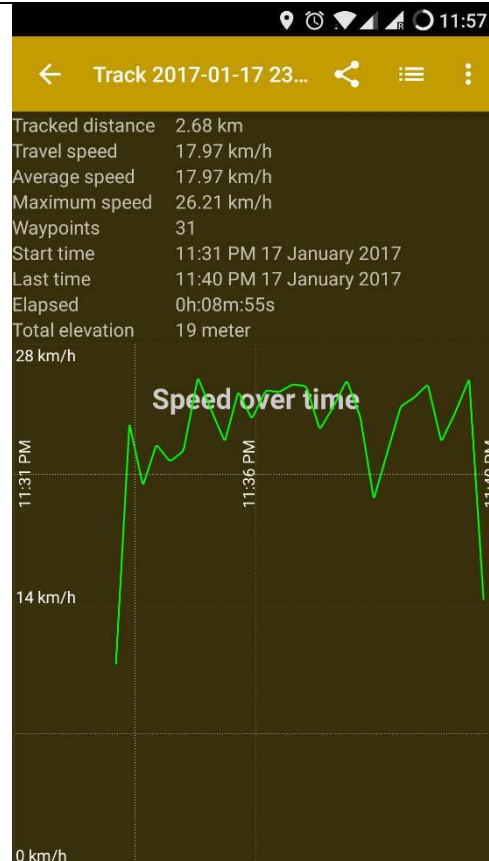 11:57
Track 2017-01-17 23...
Tracked distance 2.68 km
Travel speed 17.97 km/h
Average speed 17.97 km/h
Maximum speed 26.21 km/h
Waypoints 31
Start time 11:31 PM 17 January 2017
Last time 11:40 PM 17 January 2017
Elapsed 0h:08m:55s
Total elevation 19 meter
28 km/h
Speed over time
11:31 PM
11:36 PM
11:40 PM
14 km/h
0 km/h